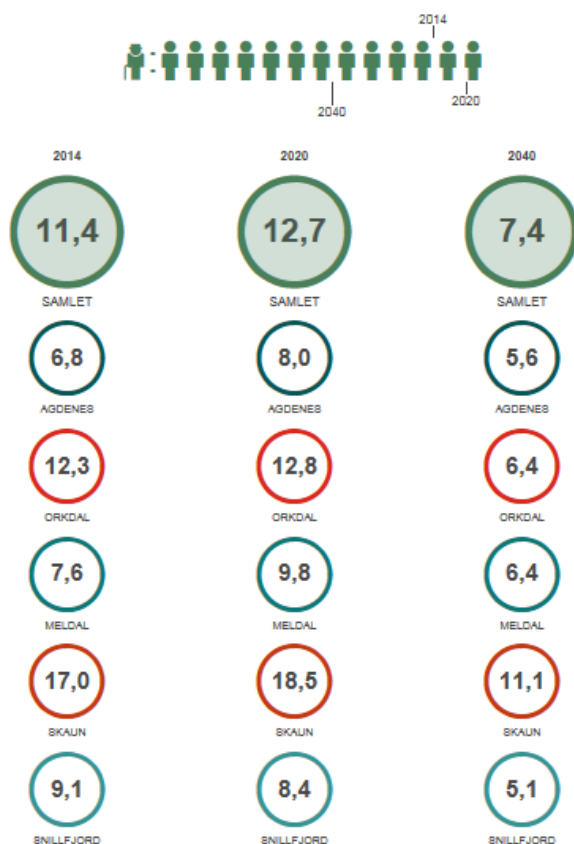 2014
2040
2020
2014 2020 2040
11,4 12,7 7,4
SAMLET SAMLET SAMLET
6,8 8,0 5,6
AGDENES AGDENES AGDENES
12,3 12,8 6,4
ORKDAL ORKDAL ORKDAL
7,6 9,8 6,4
MELDAL MELDAL MELDAL
17,0 18,5 11,1
SKAUN SKAUN SKAUN
9,1 8,4 5,1
SNILLFJORD SNILLFJORD SNILLFJORD